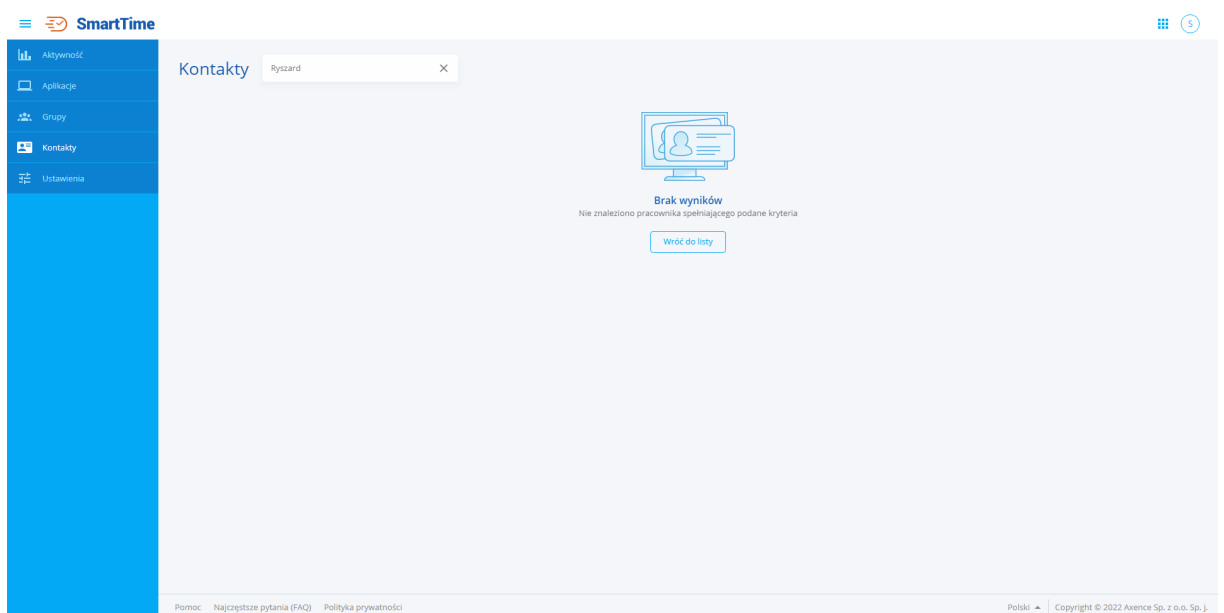 SmartTime
S
Aktywność
Aplikacje
Grupy
Kontakty
Ustawienia
Kontakty
Ryszard
Brak wyników
Nie znaleziono pracownika spełniającego podane kryteria
Wróć do listy
Pomoc Najczęstsze pytania (FAQ) Polityka prywatności
Polski Copyright © 2022 Axence Sp. z o.o. Sp. j.